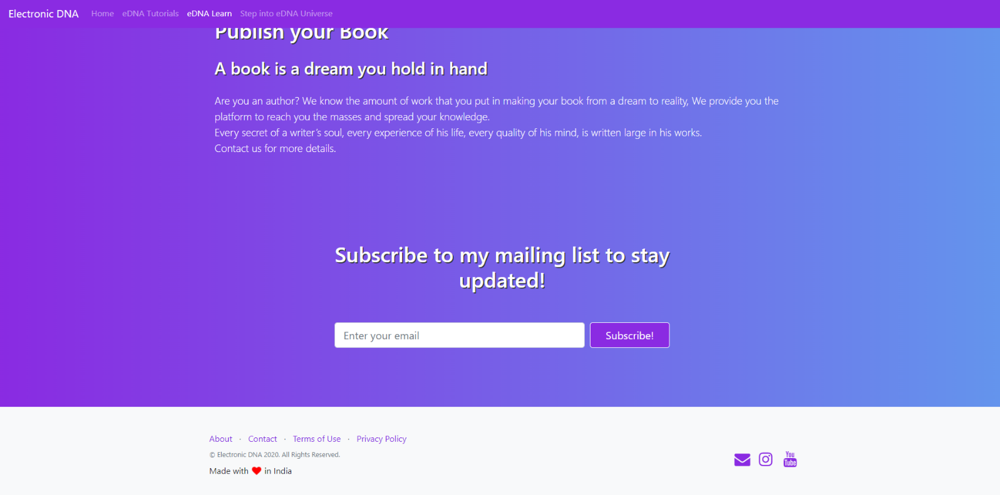 Electronic DNA Home eDNA Tutorials eDNA Learn Step into eDNA Universe
Publish your Book
A book is a dream you hold in hand
Are you an author? We know the amount of work that you put in making your book from a dream to reality, We provide you the
platform to reach you the masses and spread your knowledge.
Every secret of a writer’s soul, every experience of his life, every quality of his mind, is written large in his works.
Contact us for more details.
Subscribe to my mailing list to stay
updated!
Enter your email Subscribe!
About · Contact · Terms of Use · Privacy Policy
© Electronic DNA 2020. All Rights Reserved.
Made with ❤ in India
You
Tube